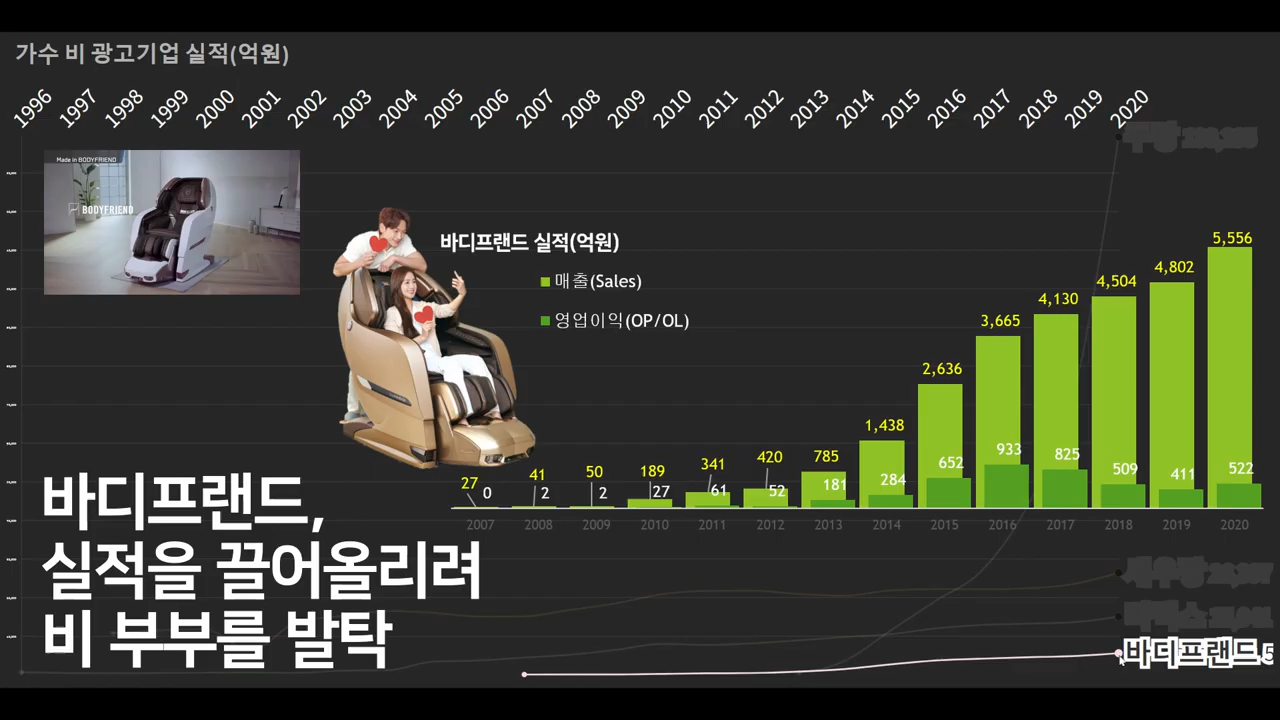 가수 비 광고기업 실적(억원)
1996 1997 1998 1999 2000 2001 2002 2003 2004 2005 2006 2007 2008 2009 2010 2011 2012 2013 2014 2015 2016 2017 2018 2019 2020
Made in BODYFRIEND
BODYFRIEND
바디프랜드 실적(억원)
매출(Sales)
영업이익(OP/OL)
27 41 50 189 341 420 785 1,438 2,636 3,665 4,130 4,504 4,802 5,556
0 2 2 27 61 52 181 284 652 933 825 509 411 522
2007 2008 2009 2010 2011 2012 2013 2014 2015 2016 2017 2018 2019 2020
바디프랜드,
실적을 끌어올리려
비 부부를 발탁
바디프랜드 5